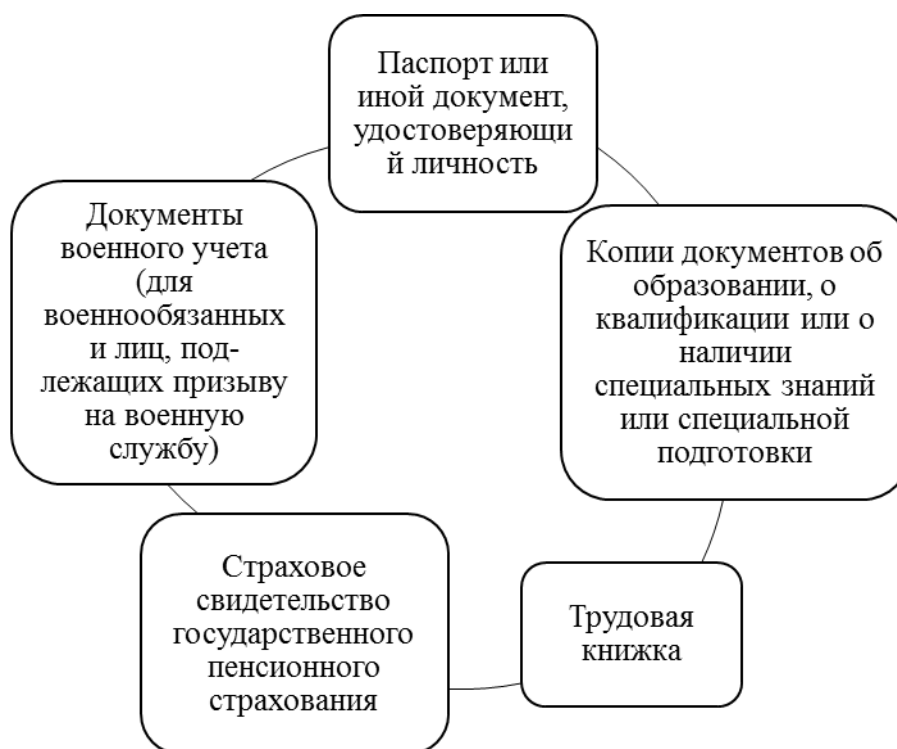 Паспорт или
иной документ,
удостоверяющи
й личность
Копии документов об
образовании, о
квалификации или о
наличии
специальных знаний
или специальной
подготовки
Трудовая
книжка
Страховое
свидетельство
государственного
пенсионного
страхования
Документы
военного учета
(для
военнообязанных
и лиц, под-
лежащих призыву
на военную
службу)